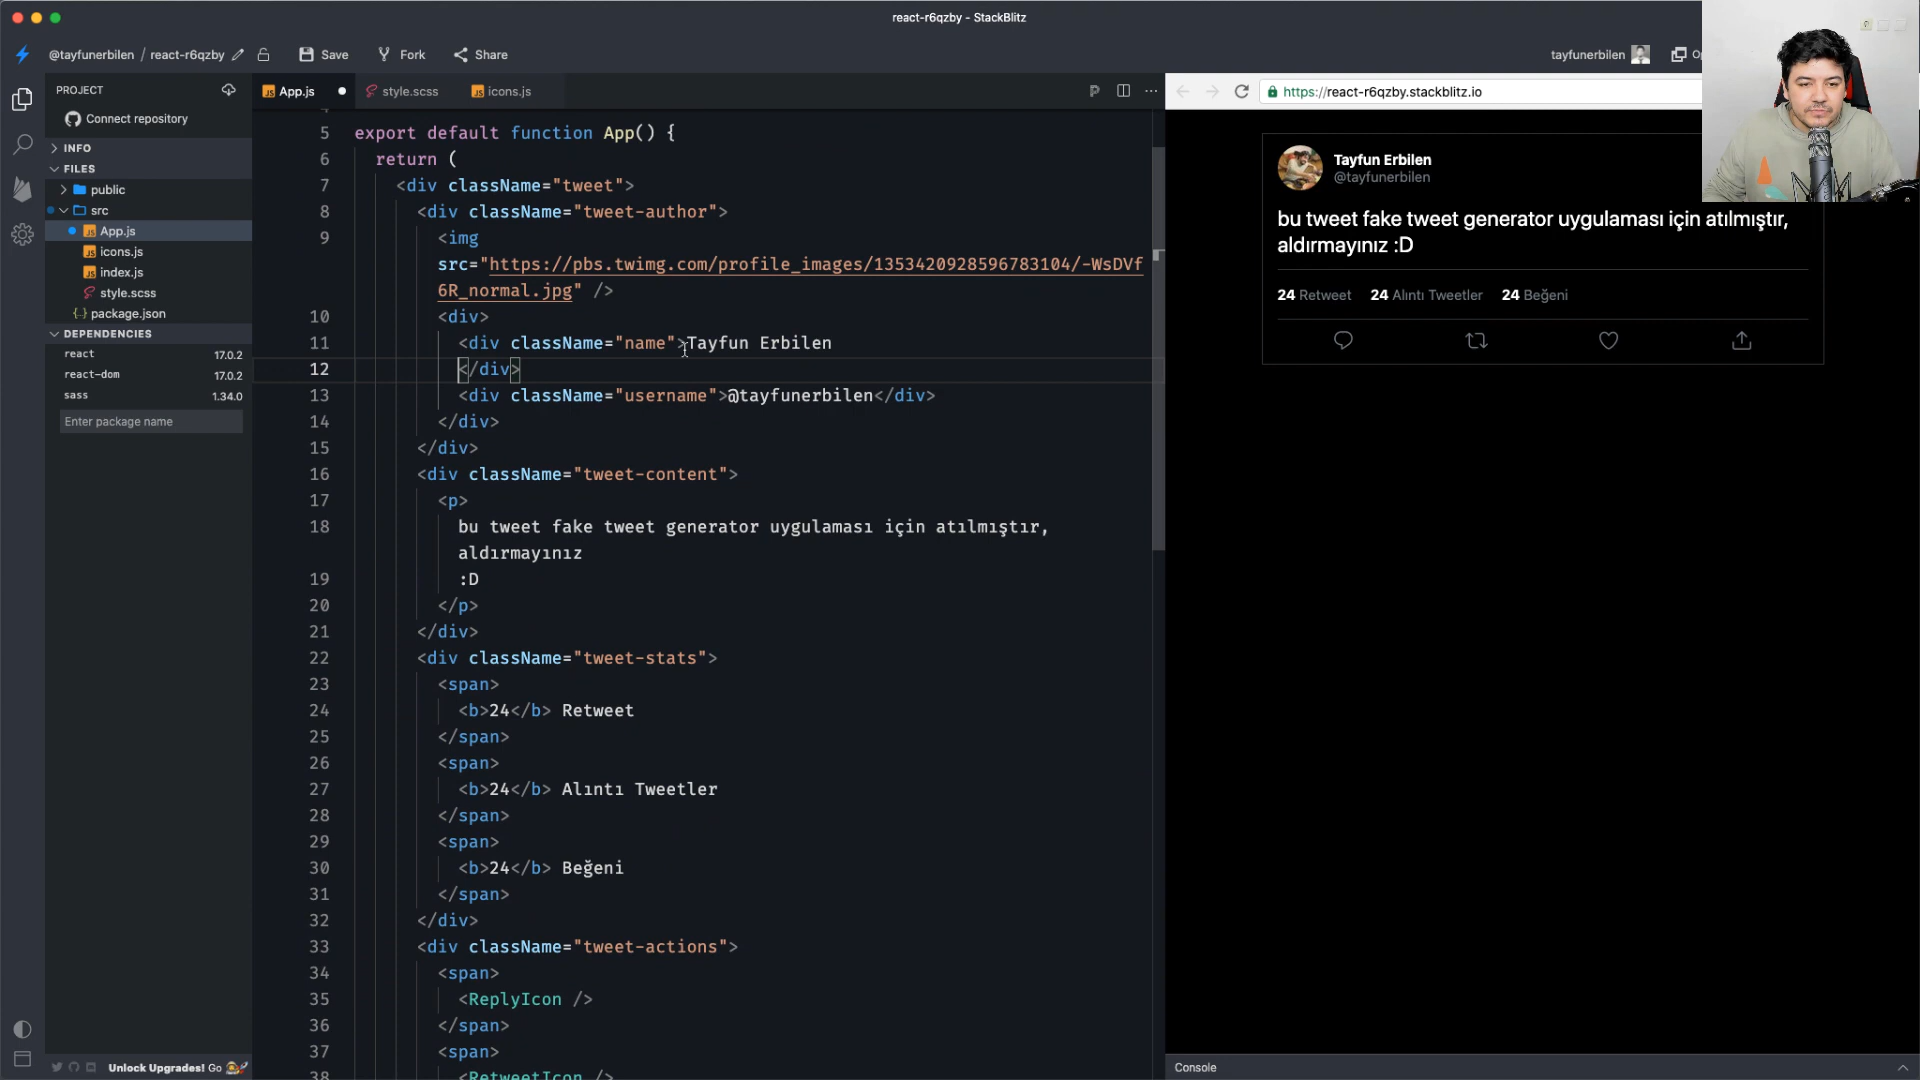 react-r6qzby - StackBlitz
@tayfunerbilen / react-r6qzby
Save
Fork
Share
tayfunerbilen
PROJECT
Connect repository
INFO
FILES
public
src
App.js
icons.js
index.js
style.scss
package.json
DEPENDENCIES
react 17.0.2
react-dom 17.0.2
sass 1.34.0
Enter package name
Unlock Upgrades! Go
App.js
style.scss
icons.js
5 export default function App() {
6 return (
7 <div className="tweet">
8 <div className="tweet-author">
9 <img
src="https://pbs.twimg.com/profile_images/1353420928596783104/-WsDVf
6R_normal.jpg" />
10 <div>
11 <div className="name">Tayfun Erbilen
12 </div>
13 <div className="username">@tayfunerbilen</div>
14 </div>
15 </div>
16 <div className="tweet-content">
17 <p>
18 bu tweet fake tweet generator uygulaması için atılmıştır,
aldırmayınız
19 :D
20 </p>
21 </div>
22 <div className="tweet-stats">
23 <span>
24 <b>24</b> Retweet
25 </span>
26 <span>
27 <b>24</b> Alıntı Tweetler
28 </span>
29 <span>
30 <b>24</b> Beğeni
31 </span>
32 </div>
33 <div className="tweet-actions">
34 <span>
35 <ReplyIcon />
36 </span>
37 <span>
38 <RetweetIcon />
https://react-r6qzby.stackblitz.io
Tayfun Erbilen
@tayfunerbilen
bu tweet fake tweet generator uygulaması için atılmıştır,
aldırmayınız :D
24 Retweet 24 Alıntı Tweetler 24 Beğeni
Console